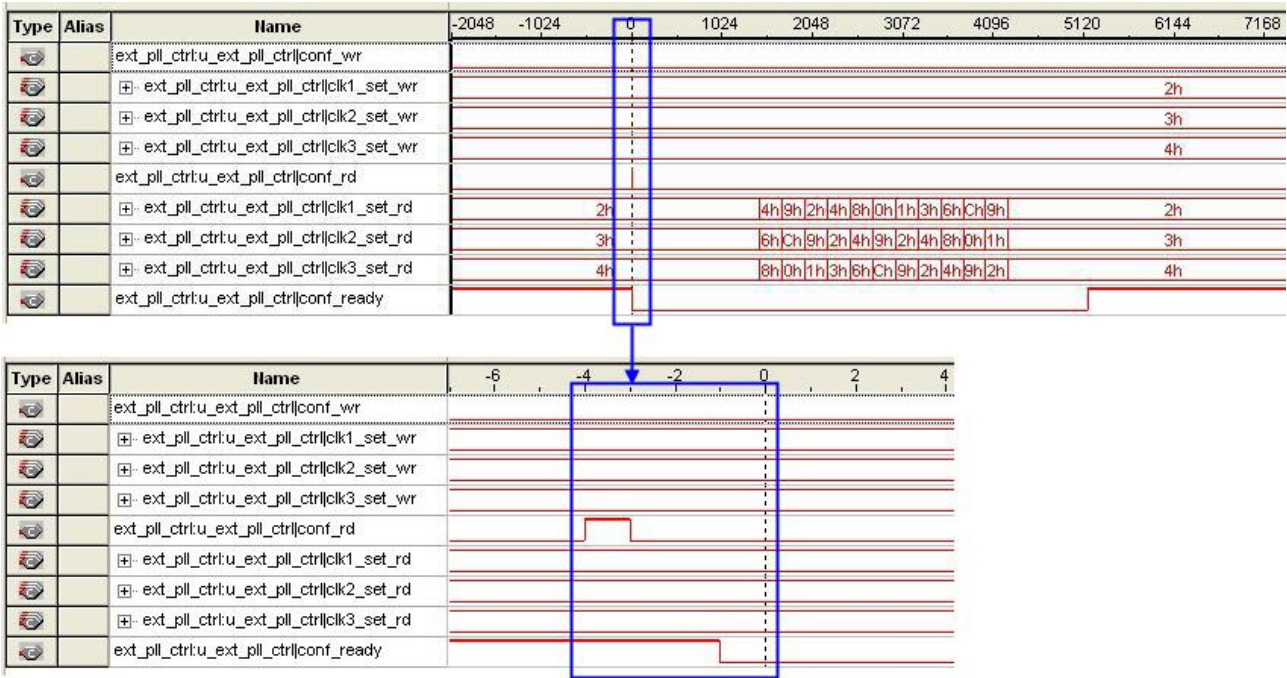 Type Alias Name -2048 -1024 0 1024 2048 3072 4096 5120 6144 7168
ext_pll_ctrl:u_ext_pll_ctrl|conf_wr
ext_pll_ctrl:u_ext_pll_ctrl|clk1_set_wr 2h
ext_pll_ctrl:u_ext_pll_ctrl|clk2_set_wr 3h
ext_pll_ctrl:u_ext_pll_ctrl|clk3_set_wr 4h
ext_pll_ctrl:u_ext_pll_ctrl|conf_rd
ext_pll_ctrl:u_ext_pll_ctrl|clk1_set_rd 2h 4h 9h 2h 4h 8h 0h 1h 3h 6h Ch 9h 2h
ext_pll_ctrl:u_ext_pll_ctrl|clk2_set_rd 3h 6h Ch 9h 2h 4h 9h 2h 4h 8h 0h 1h 3h
ext_pll_ctrl:u_ext_pll_ctrl|clk3_set_rd 4h 8h 0h 1h 3h 6h Ch 9h 2h 4h 9h 2h 4h
ext_pll_ctrl:u_ext_pll_ctrl|conf_ready
Type Alias Name -6 -4 -2 0 2 4
ext_pll_ctrl:u_ext_pll_ctrl|conf_wr
ext_pll_ctrl:u_ext_pll_ctrl|clk1_set_wr
ext_pll_ctrl:u_ext_pll_ctrl|clk2_set_wr
ext_pll_ctrl:u_ext_pll_ctrl|clk3_set_wr
ext_pll_ctrl:u_ext_pll_ctrl|conf_rd
ext_pll_ctrl:u_ext_pll_ctrl|clk1_set_rd
ext_pll_ctrl:u_ext_pll_ctrl|clk2_set_rd
ext_pll_ctrl:u_ext_pll_ctrl|clk3_set_rd
ext_pll_ctrl:u_ext_pll_ctrl|conf_ready